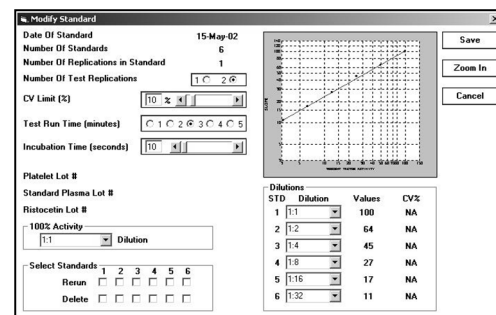 Modify Standard
Date Of Standard 15-May-02
Number Of Standards 6
Number Of Replications in Standard 1
Number Of Test Replications 1 2
CV Limit (%) 10 %
Test Run Time (minutes) 1 2 3 4 5
Incubation Time (seconds) 10
Platelet Lot #
Standard Plasma Lot #
Ristocetin Lot #
100% Activity
1:1 Dilution
Select Standards
1 2 3 4 5 6
Rerun
Delete
SLOPE
Save
Zoom In
Cancel
Dilutions
STD Dilution Values CV%
1 1:1 100 NA
2 1:2 64 NA
3 1:4 45 NA
4 1:8 27 NA
5 1:16 17 NA
6 1:32 11 NA